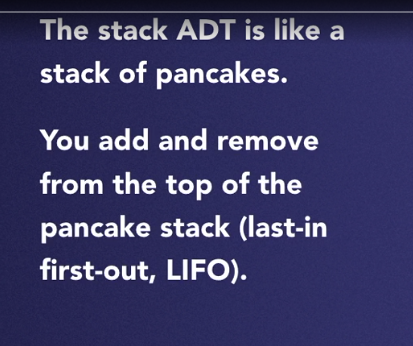 The stack ADT is like a
stack of pancakes.
You add and remove
from the top of the
pancake stack (last-in
first-out, LIFO).